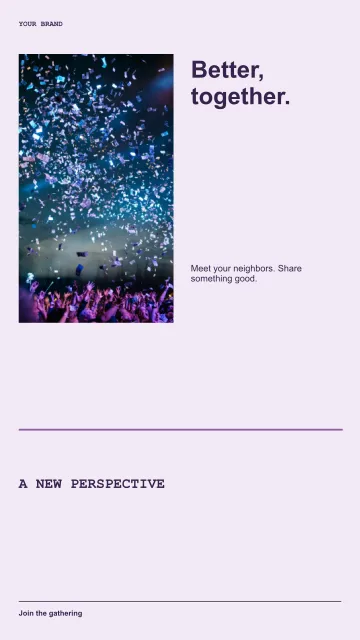 YOUR BRAND
Better,
together.
Meet your neighbors. Share
something good.
A NEW PERSPECTIVE
Join the gathering